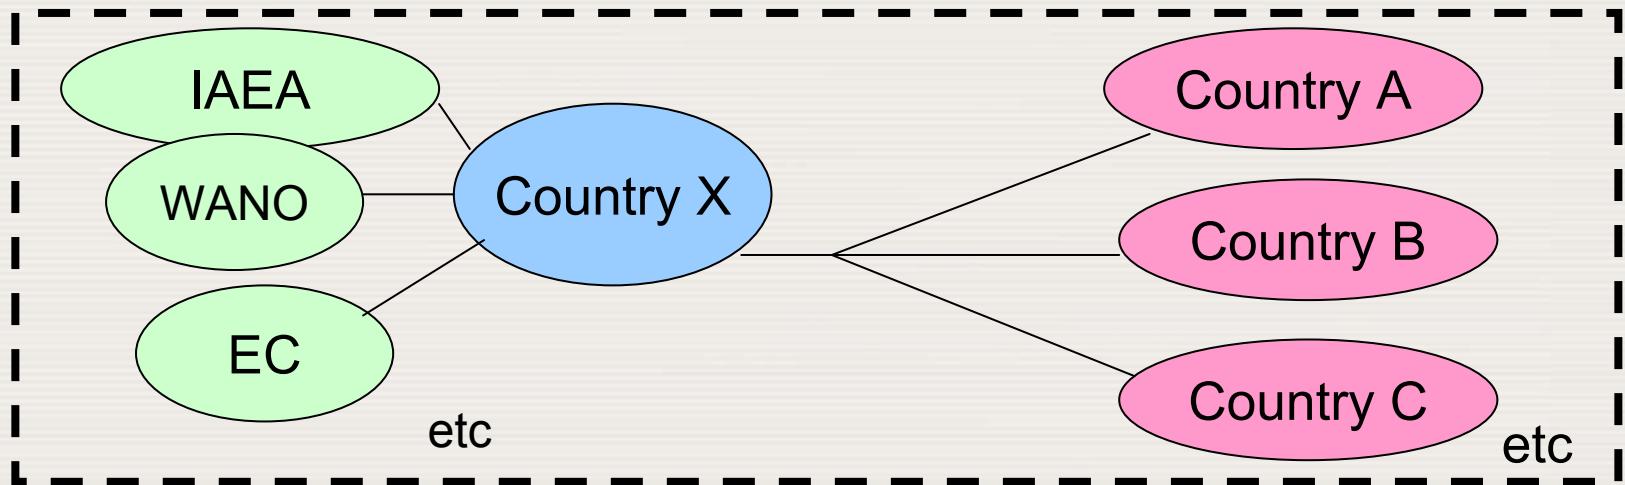 IAEA
WANO
EC
etc
Country X
Country A
Country B
Country C
etc